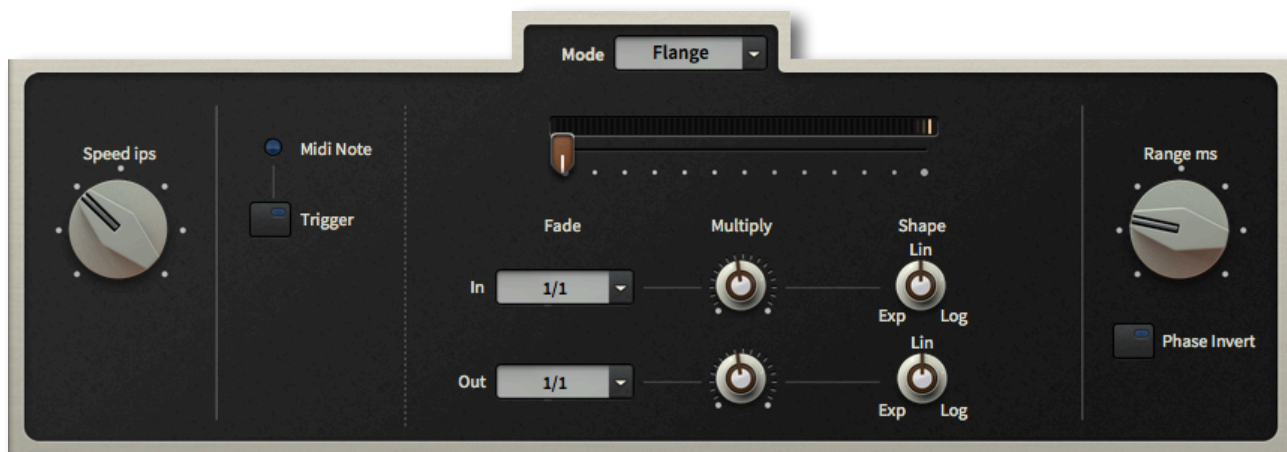 Mode Flange
Speed ips
Midi Note
Trigger
Range ms
Fade Multiply Shape
Lin
In 1/1
Exp Log
Phase Invert
Lin
Out 1/1
Exp Log